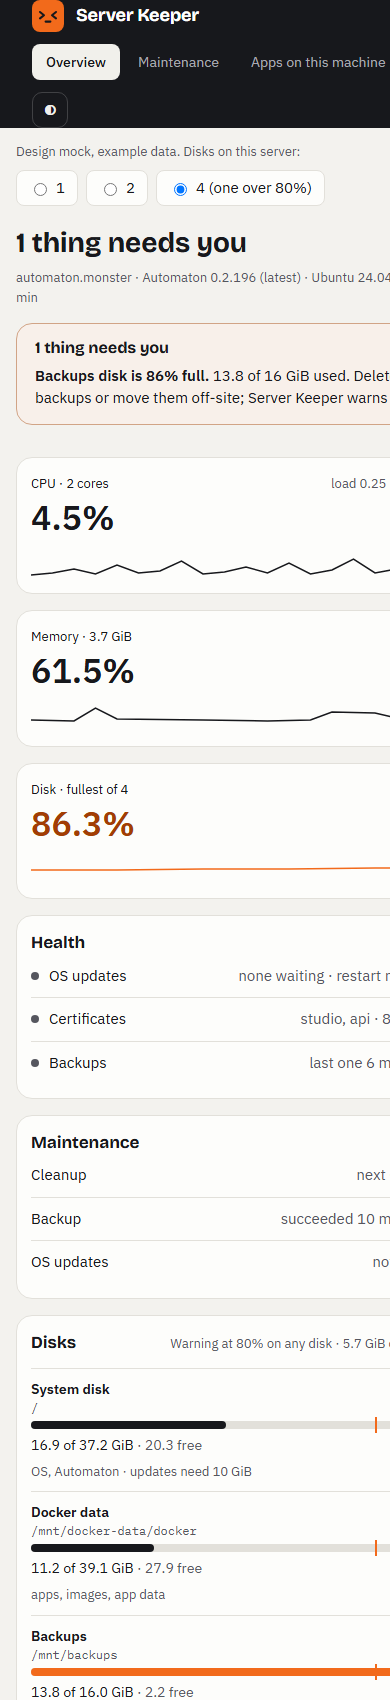 Server Keeper
Overview
Maintenance
Apps on this machine
Design mock, example data. Disks on this server:
1
2
4 (one over 80%)
1 thing needs you
automaton.monster · Automaton 0.2.196 (latest) · Ubuntu 24.04
min
1 thing needs you
Backups disk is 86% full. 13.8 of 16 GiB used. Delet
backups or move them off-site; Server Keeper warns
CPU · 2 cores
load 0.25
4.5%
Memory · 3.7 GiB
61.5%
Disk · fullest of 4
86.3%
Health
OS updates
none waiting · restart
Certificates
studio, api · 8
Backups
last one 6 m
Maintenance
Cleanup
next
Backup
succeeded 10 m
OS updates
no
Disks
Warning at 80% on any disk · 5.7 GiB
System disk
/
16.9 of 37.2 GiB · 20.3 free
OS, Automaton · updates need 10 GiB
Docker data
/mnt/docker-data/docker
11.2 of 39.1 GiB · 27.9 free
apps, images, app data
Backups
/mnt/backups
13.8 of 16.0 GiB · 2.2 free